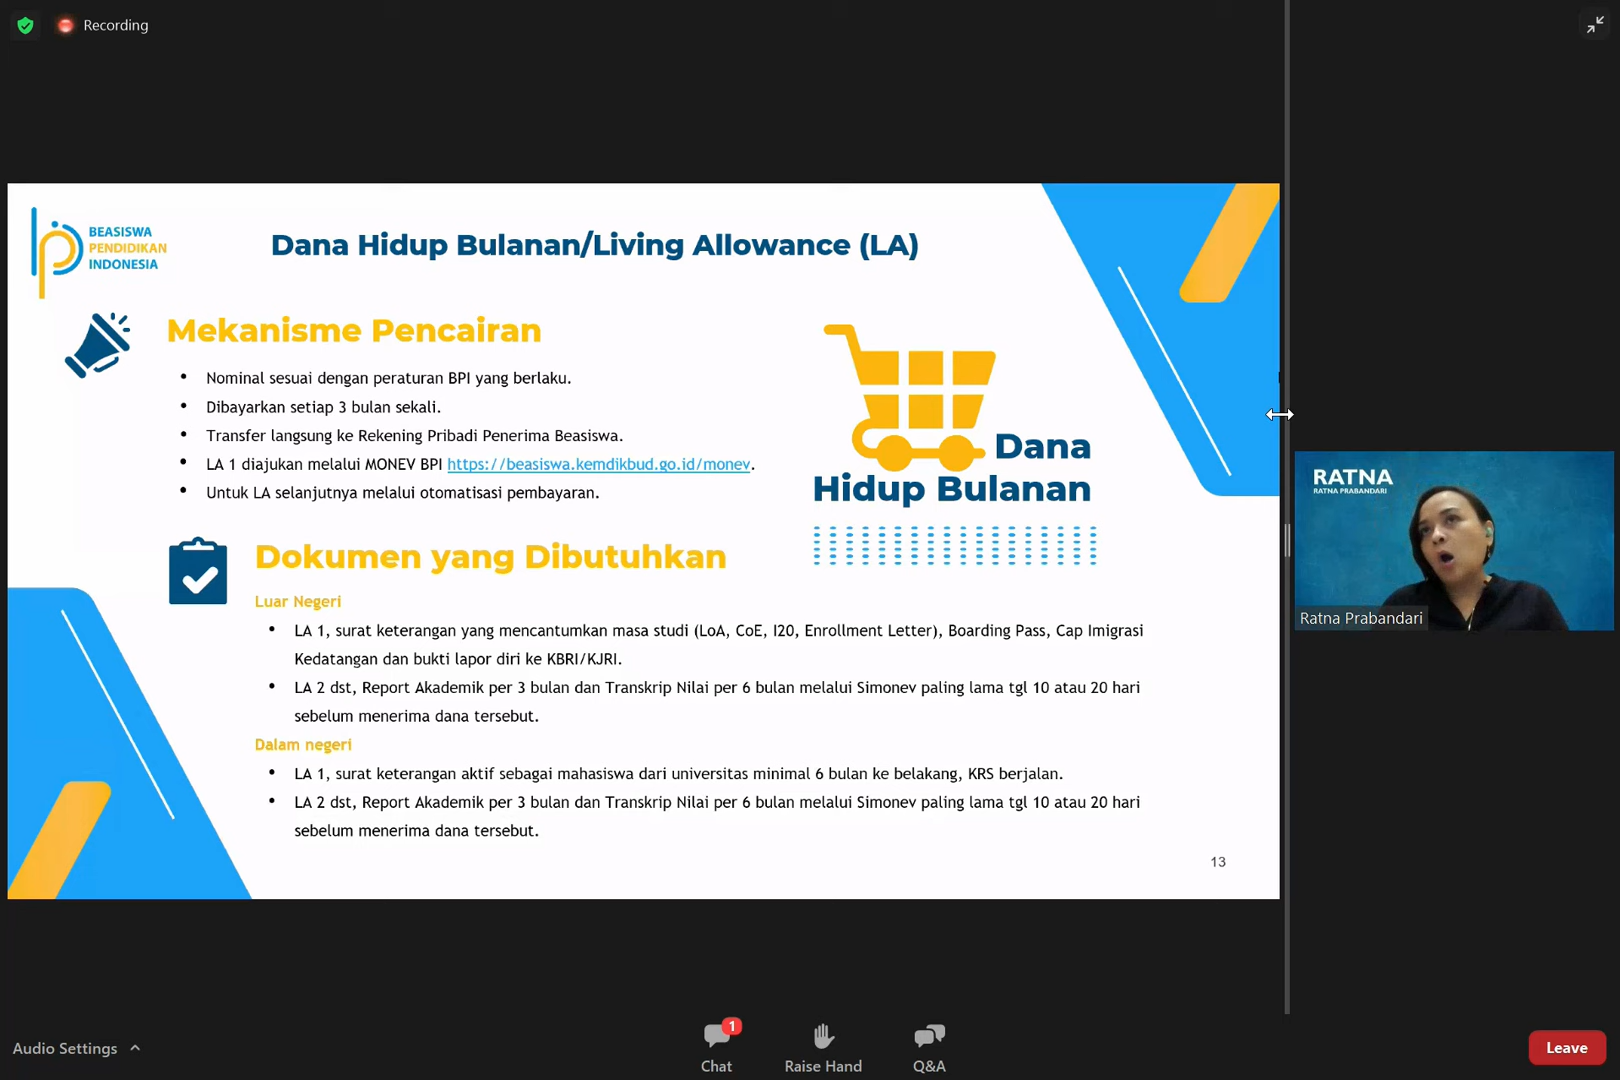 Recording
BEASISWA
PENDIDIKAN
INDONESIA
Dana Hidup Bulanan/Living Allowance (LA)
Mekanisme Pencairan
• Nominal sesuai dengan peraturan BPI yang berlaku.
• Dibayarkan setiap 3 bulan sekali.
• Transfer langsung ke Rekening Pribadi Penerima Beasiswa.
• LA 1 diajukan melalui MONEV BPI https://beasiswa.kemdikbud.go.id/monev.
• Untuk LA selanjutnya melalui otomatisasi pembayaran.
Dana
Hidup Bulanan
Dokumen yang Dibutuhkan
Luar Negeri
• LA 1, surat keterangan yang mencantumkan masa studi (LoA, CoE, I20, Enrollment Letter), Boarding Pass, Cap Imigrasi
Kedatangan dan bukti lapor diri ke KBRI/KJRI.
• LA 2 dst, Report Akademik per 3 bulan dan Transkrip Nilai per 6 bulan melalui Simonev paling lama tgl 10 atau 20 hari
sebelum menerima dana tersebut.
Dalam negeri
• LA 1, surat keterangan aktif sebagai mahasiswa dari universitas minimal 6 bulan ke belakang, KRS berjalan.
• LA 2 dst, Report Akademik per 3 bulan dan Transkrip Nilai per 6 bulan melalui Simonev paling lama tgl 10 atau 20 hari
sebelum menerima dana tersebut.
13
RATNA
RATNA PRABANDARI
Ratna Prabandari
Audio Settings
1
Chat
Raise Hand
Q&A
Leave